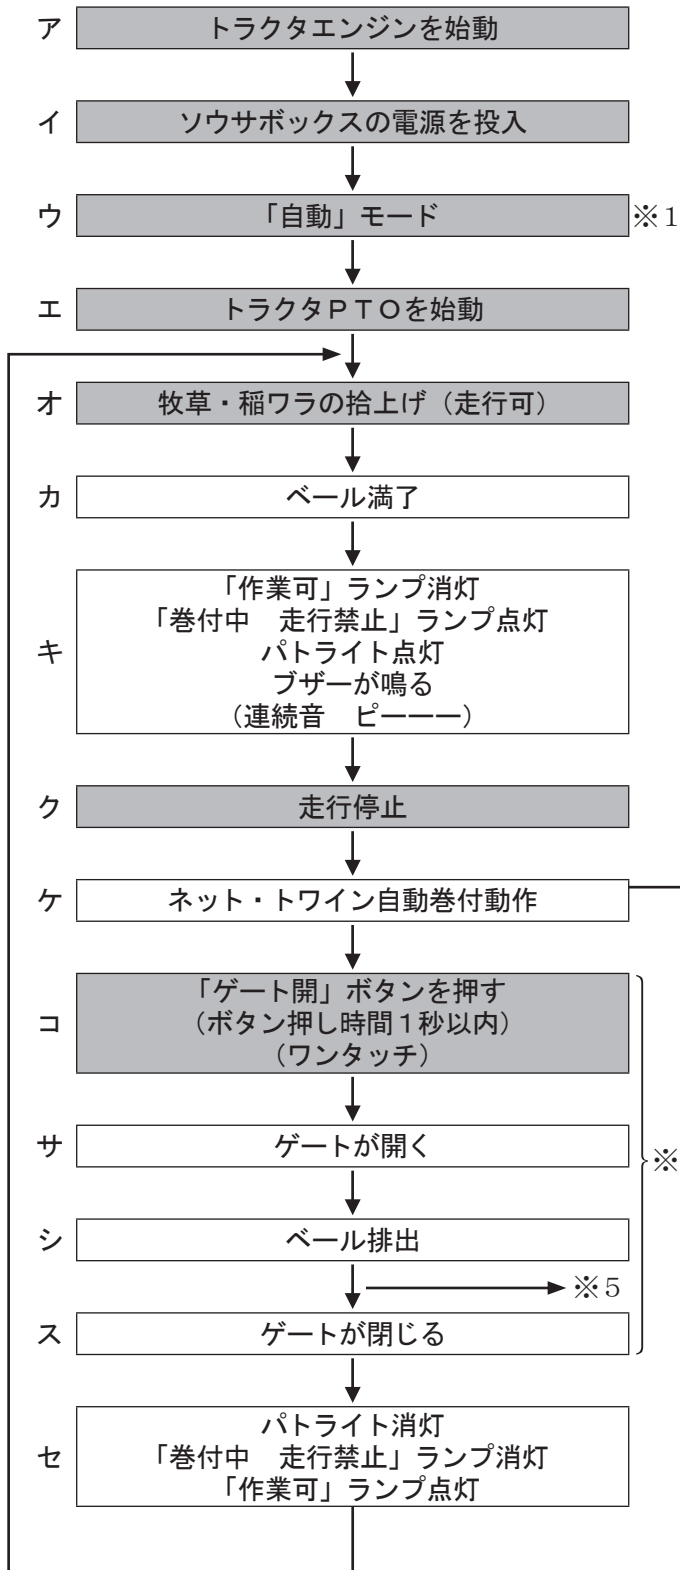 ア トラクタエンジンを始動
イ ソウサボックスの電源を投入
ウ 「自動」モード ※1
エ トラクタPTOを始動
オ 牧草・稲ワラの拾上げ（走行可）
カ ベール満了
キ
「作業可」ランプ消灯
「巻付中　走行禁止」ランプ点灯
パトライト点灯
ブザーが鳴る
（連続音　ピーーー）
ク 走行停止
ケ ネット・トワイン自動巻付動作
コ
「ゲート開」ボタンを押す
（ボタン押し時間1秒以内）
（ワンタッチ）
サ ゲートが開く
※
シ ベール排出
※5
ス ゲートが閉じる
セ
パトライト消灯
「巻付中　走行禁止」ランプ消灯
「作業可」ランプ点灯